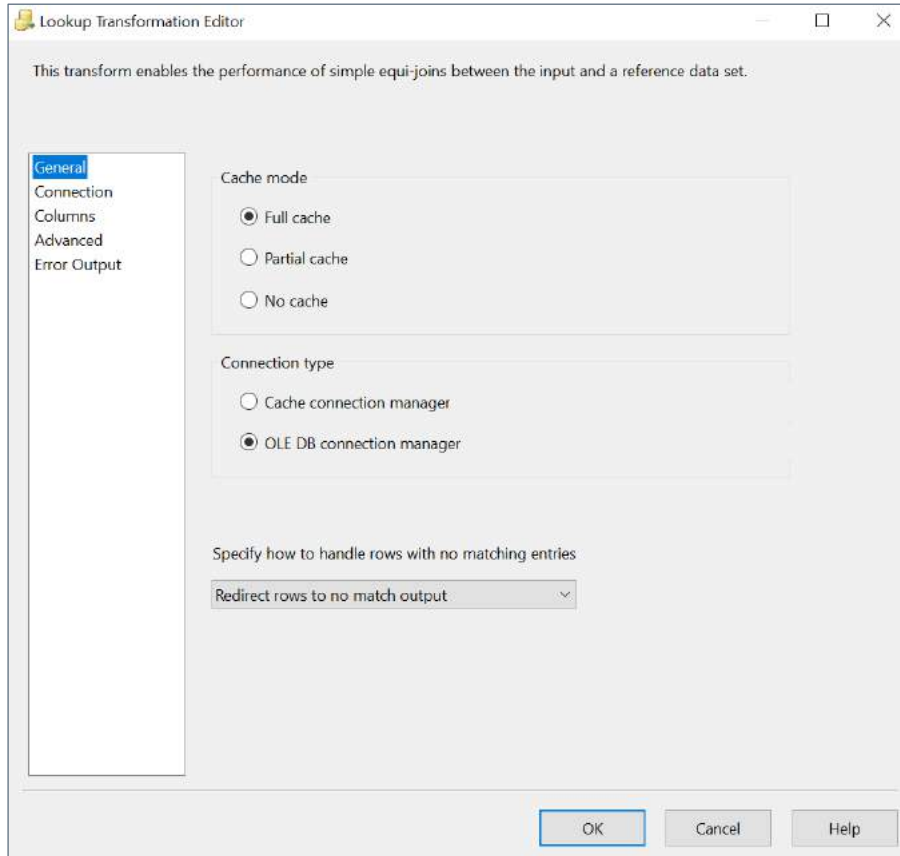 Lookup Transformation Editor
This transform enables the performance of simple equi-joins between the input and a reference data set.
General
Connection
Columns
Advanced
Error Output
Cache mode
Full cache
Partial cache
No cache
Connection type
Cache connection manager
OLE DB connection manager
Specify how to handle rows with no matching entries
Redirect rows to no match output
OK
Cancel
Help